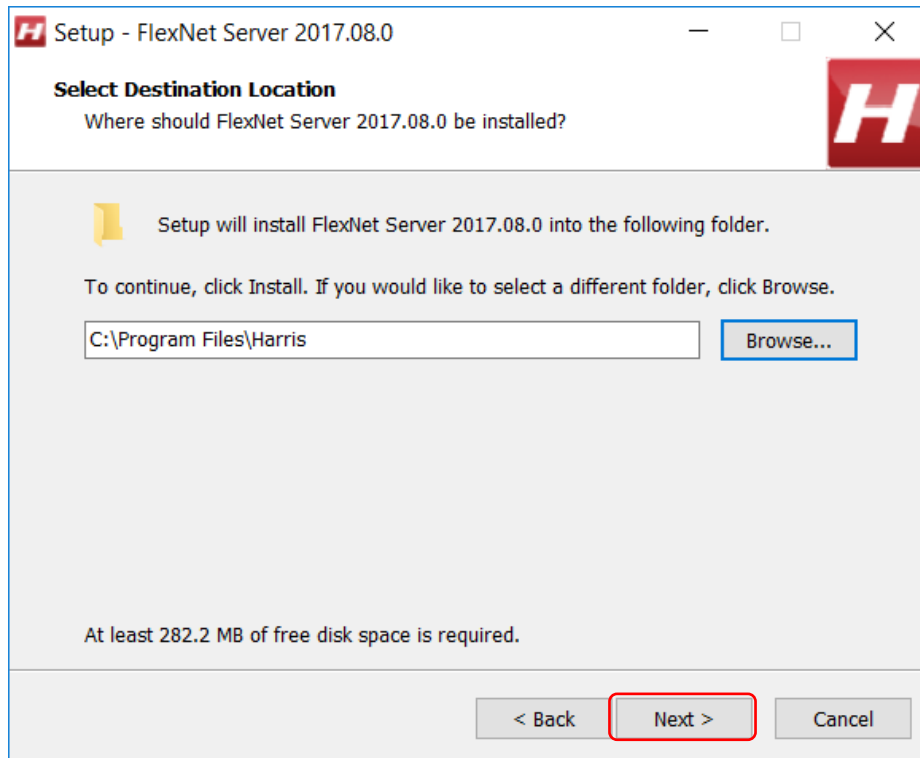 H Setup - FlexNet Server 2017.08.0
Select Destination Location
Where should FlexNet Server 2017.08.0 be installed?
H
Setup will install FlexNet Server 2017.08.0 into the following folder.
To continue, click Install. If you would like to select a different folder, click Browse.
C:\Program Files\Harris
Browse...
At least 282.2 MB of free disk space is required.
< Back
Next >
Cancel